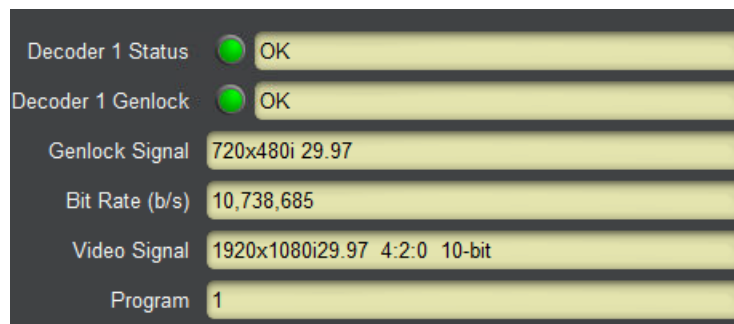 Decoder 1 Status OK
Decoder 1 Genlock OK
Genlock Signal 720x480i 29.97
Bit Rate (b/s) 10,738,685
Video Signal 1920x1080i29.97 4:2:0 10-bit
Program 1